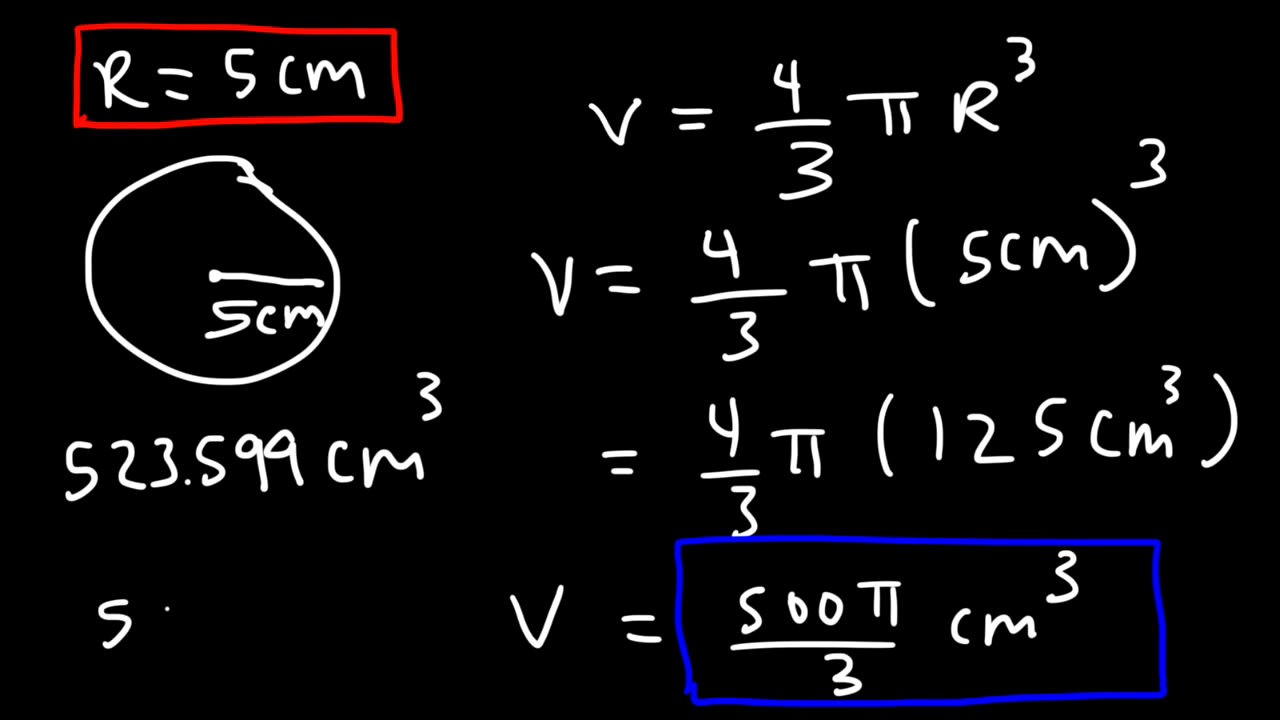 R = 5 cm
5cm
523.599 cm³
5 .
V = 4/3 π R³
V = 4/3 π (5cm)³
= 4/3 π (125 cm³)
V = 500π/3 cm³